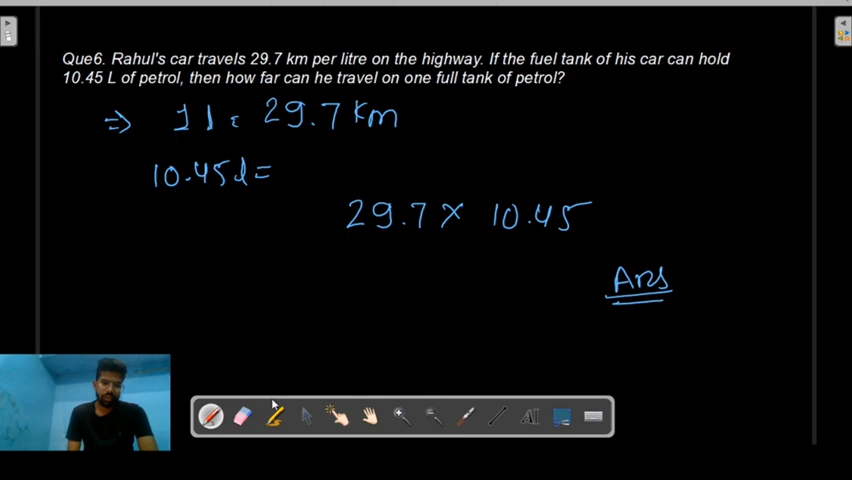 Que6. Rahul's car travels 29.7 km per litre on the highway. If the fuel tank of his car can hold
10.45 L of petrol, then how far can he travel on one full tank of petrol?
⇒ 1 l = 29.7 Km
10.45 l =
29.7 × 10.45
Ans
AI